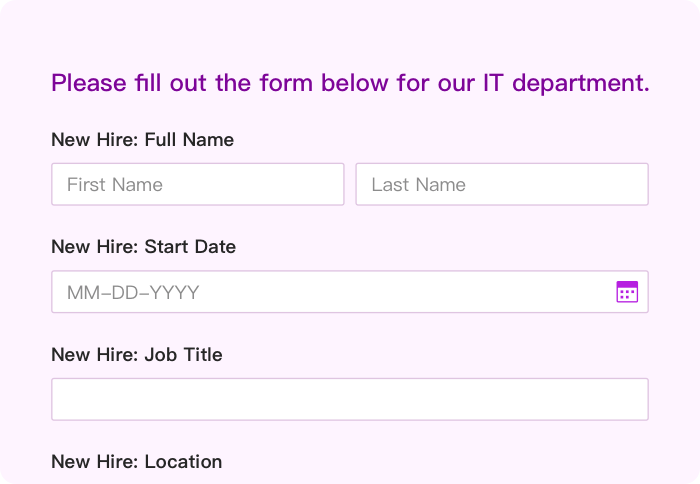 Please fill out the form below for our IT department.
New Hire: Full Name
First Name Last Name
New Hire: Start Date
MM-DD-YYYY
New Hire: Job Title
New Hire: Location